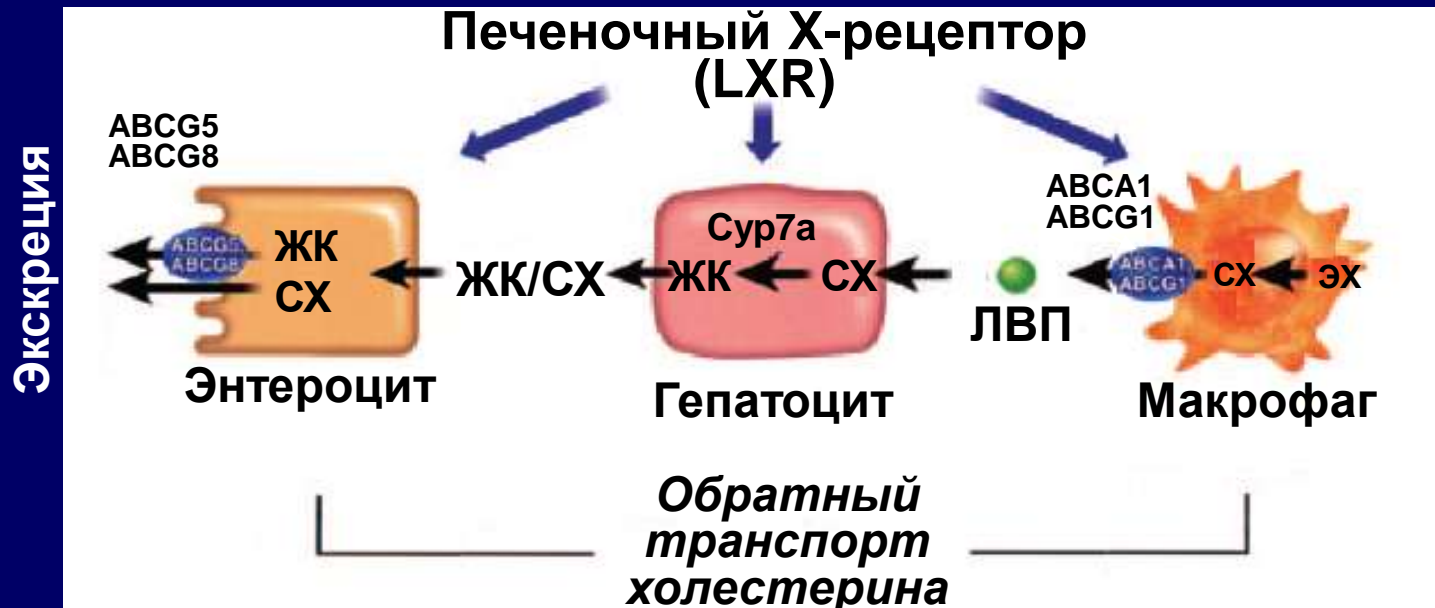 Печеночный Х-рецептор
(LXR)
Экскреция
ABCG5
ABCG8
ABCG5
ABCG8
ЖК
СХ
Энтероцит
ЖК/СХ
Cyp7a
ЖК
СХ
Гепатоцит
ЛВП
ABCA1
ABCG1
ABCA1
ABCG1
СХ
ЭХ
Макрофаг
Обратный
транспорт
холестерина